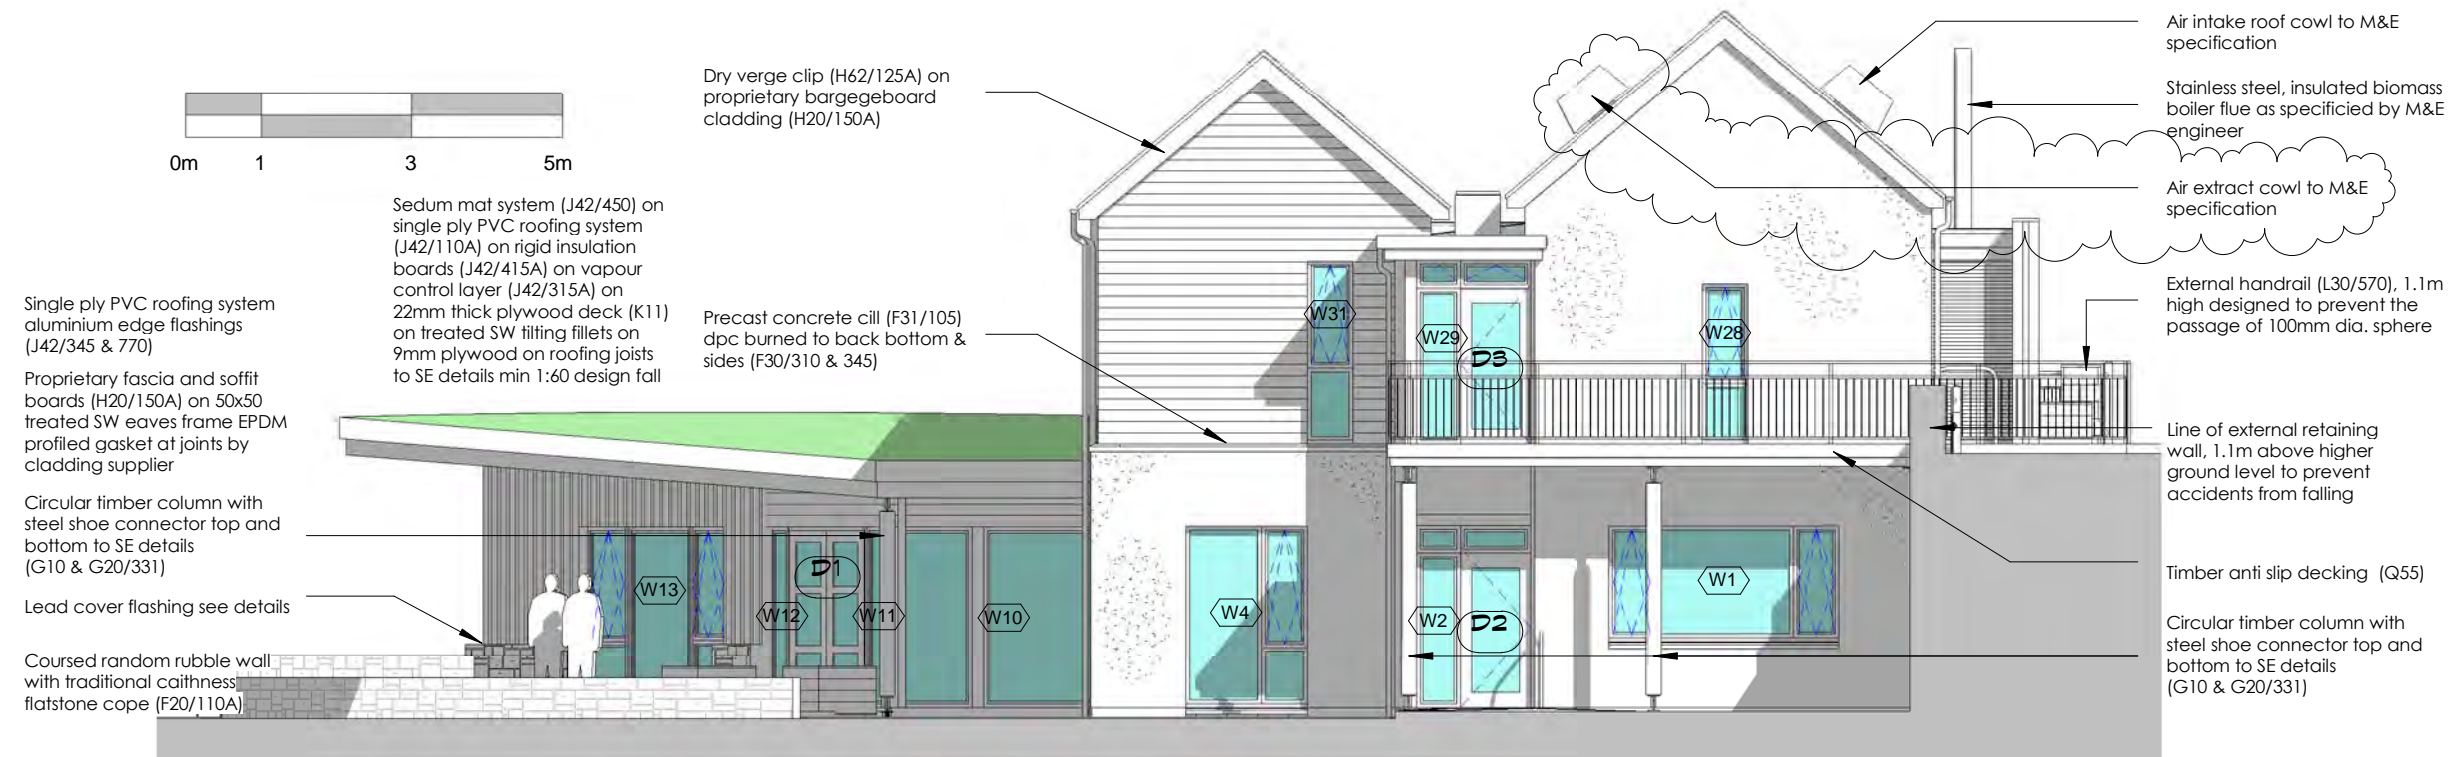 0m 1 3 5m
Single ply PVC roofing system
aluminium edge flashings
(J42/345 & 770)
Proprietary fascia and soffit
boards (H20/150A) on 50x50
treated SW eaves frame EPDM
profiled gasket at joints by
cladding supplier
Circular timber column with
steel shoe connector top and
bottom to SE details
(G10 & G20/331)
Lead cover flashing see details
Coursed random rubble wall
with traditional caithness
flatstone cope (F20/110A)
Sedum mat system (J42/450) on
single ply PVC roofing system
(J42/110A) on rigid insulation
boards (J42/415A) on vapour
control layer (J42/315A) on
22mm thick plywood deck (K11)
on treated SW tilting fillets on
9mm plywood on roofing joists
to SE details min 1:60 design fall
Dry verge clip (H62/125A) on
proprietary bargegeboard
cladding (H20/150A)
Precast concrete cill (F31/105)
dpc burned to back bottom &
sides (F30/310 & 345)
W31
W29
D3
W28
W13
W12
D1
W11
W10
W4
W2
D2
W1
Air intake roof cowl to M&E
specification
Stainless steel, insulated biomass
boiler flue as specificied by M&E
engineer
Air extract cowl to M&E
specification
External handrail (L30/570), 1.1m
high designed to prevent the
passage of 100mm dia. sphere
Line of external retaining
wall, 1.1m above higher
ground level to prevent
accidents from falling
Timber anti slip decking (Q55)
Circular timber column with
steel shoe connector top and
bottom to SE details
(G10 & G20/331)